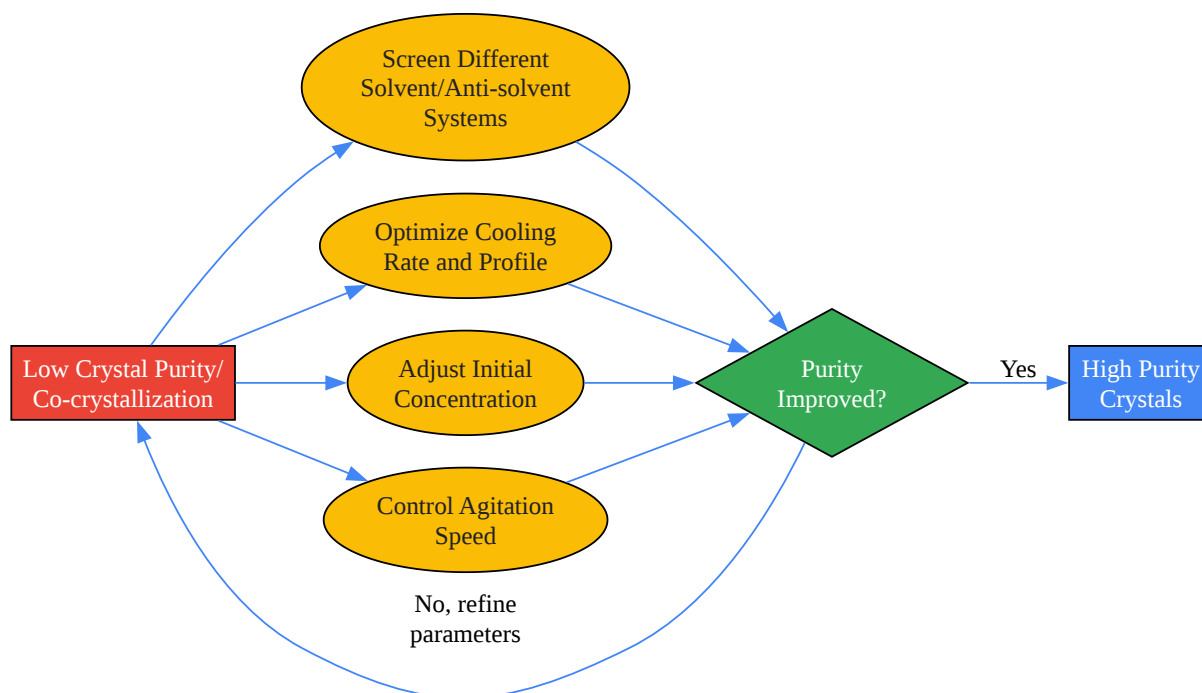 Screen Different
Solvent/Anti-solvent
Systems
Optimize Cooling
Rate and Profile
Low Crystal Purity/
Co-crystallization
Adjust Initial
Concentration
Purity
Improved?
Yes
High Purity
Crystals
Control Agitation
Speed
No, refine
parameters